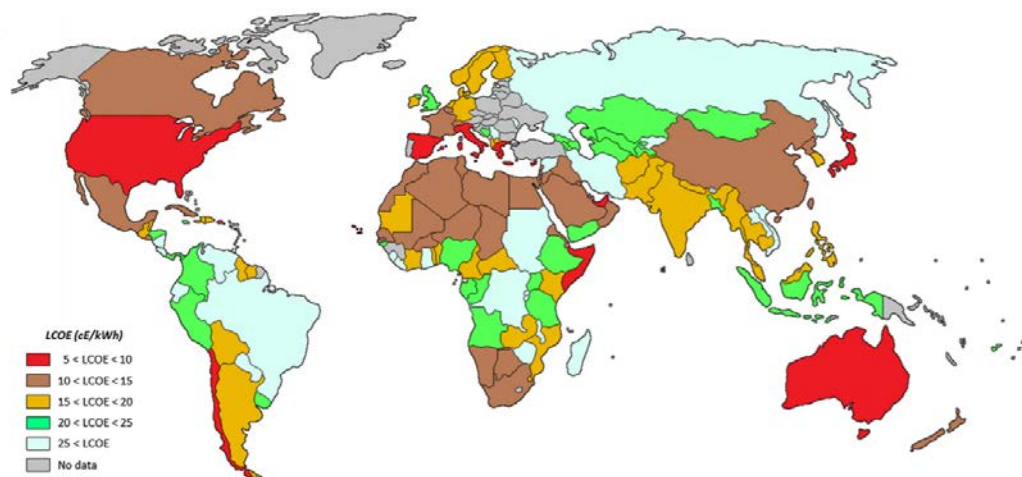 LCOE (c€/kWh)
5 < LCOE < 10
10 < LCOE < 15
15 < LCOE < 20
20 < LCOE < 25
25 < LCOE
No data